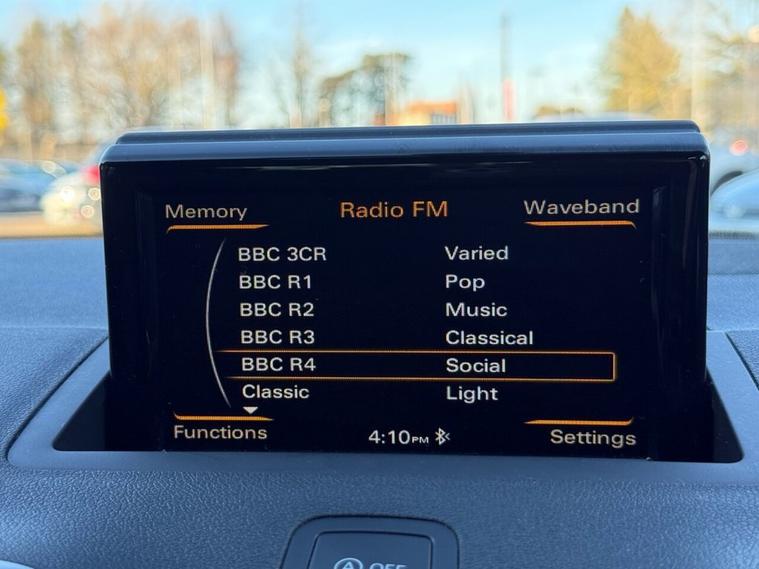 Memory Radio FM Waveband
BBC 3CR Varied
BBC R1 Pop
BBC R2 Music
BBC R3 Classical
BBC R4 Social
Classic Light
Functions 4:10PM Settings
A OFF